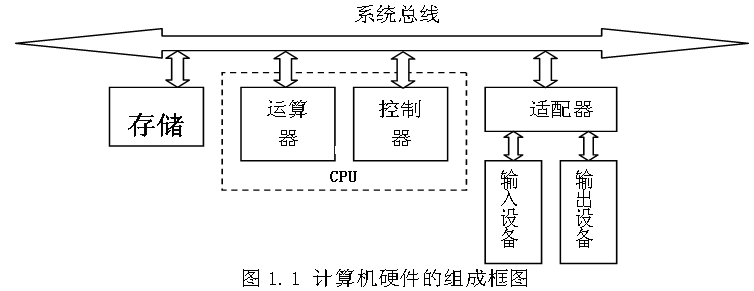 系统总线
存储
运算
器
控制
器
适配器
CPU
输入设备
输出设备
图 1.1 计算机硬件的组成框图